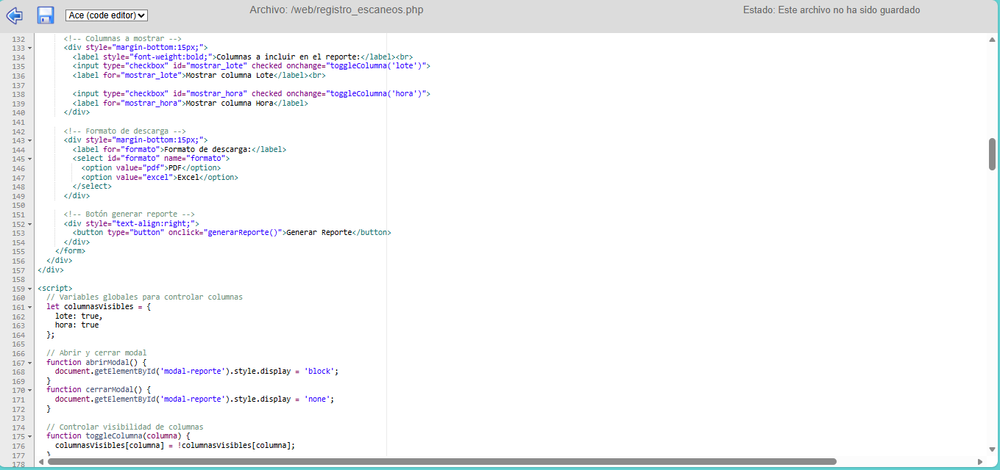 Ace (code editor)
Archivo: /web/registro_escaneos.php
Estado: Este archivo no ha sido guardado
132 <!-- Columnas a mostrar -->
133 <div style="margin-bottom:15px;">
134 <label style="font-weight:bold;">Columnas a incluir en el reporte:</label><br>
135 <input type="checkbox" id="mostrar_lote" checked onchange="toggleColumna('lote')">
136 <label for="mostrar_lote">Mostrar columna Lote</label><br>
137
138 <input type="checkbox" id="mostrar_hora" checked onchange="toggleColumna('hora')">
139 <label for="mostrar_hora">Mostrar columna Hora</label>
140 </div>
141
142 <!-- Formato de descarga -->
143 <div style="margin-bottom:15px;">
144 <label for="formato">Formato de descarga:</label>
145 <select id="formato" name="formato">
146 <option value="pdf">PDF</option>
147 <option value="excel">Excel</option>
148 </select>
149 </div>
150
151 <!-- Botón generar reporte -->
152 <div style="text-align:right;">
153 <button type="button" onclick="generarReporte()">Generar Reporte</button>
154 </div>
155 </form>
156 </div>
157 </div>
158
159 <script>
160 // Variables globales para controlar columnas
161 let columnasVisibles = {
162 lote: true,
163 hora: true
164 };
165
166 // Abrir y cerrar modal
167 function abrirModal() {
168 document.getElementById('modal-reporte').style.display = 'block';
169 }
170 function cerrarModal() {
171 document.getElementById('modal-reporte').style.display = 'none';
172 }
173
174 // Controlar visibilidad de columnas
175 function toggleColumna(columna) {
176 columnasVisibles[columna] = !columnasVisibles[columna];
177 }
178